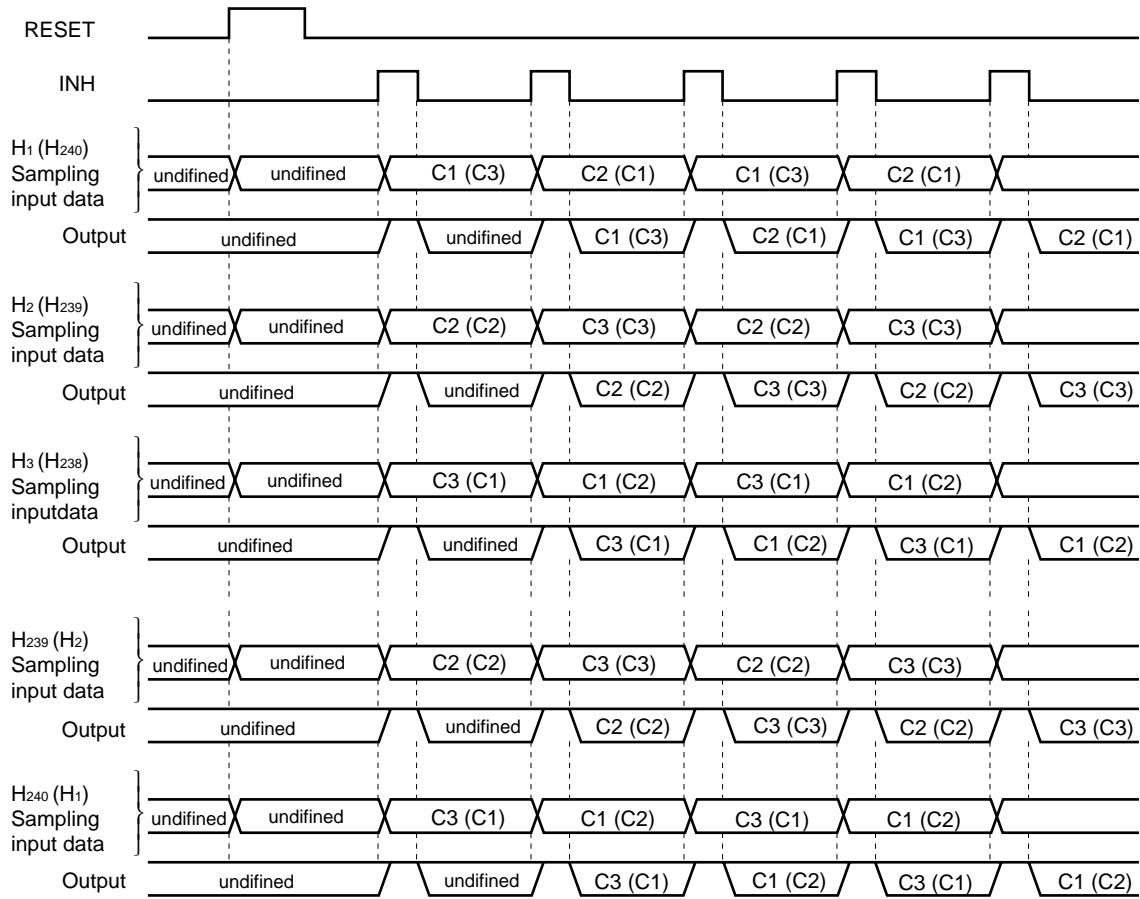 RESET
INH
H1 (H240)
Sampling
input data
undifined undifined C1 (C3) C2 (C1) C1 (C3) C2 (C1)
Output
undifined undifined C1 (C3) C2 (C1) C1 (C3) C2 (C1)
H2 (H239)
Sampling
input data
undifined undifined C2 (C2) C3 (C3) C2 (C2) C3 (C3)
Output
undifined undifined C2 (C2) C3 (C3) C2 (C2) C3 (C3)
H3 (H238)
Sampling
inputdata
undifined undifined C3 (C1) C1 (C2) C3 (C1) C1 (C2)
Output
undifined undifined C3 (C1) C1 (C2) C3 (C1) C1 (C2)
H239 (H2)
Sampling
input data
undifined undifined C2 (C2) C3 (C3) C2 (C2) C3 (C3)
Output
undifined undifined C2 (C2) C3 (C3) C2 (C2) C3 (C3)
H240 (H1)
Sampling
input data
undifined undifined C3 (C1) C1 (C2) C3 (C1) C1 (C2)
Output
undifined undifined C3 (C1) C1 (C2) C3 (C1) C1 (C2)